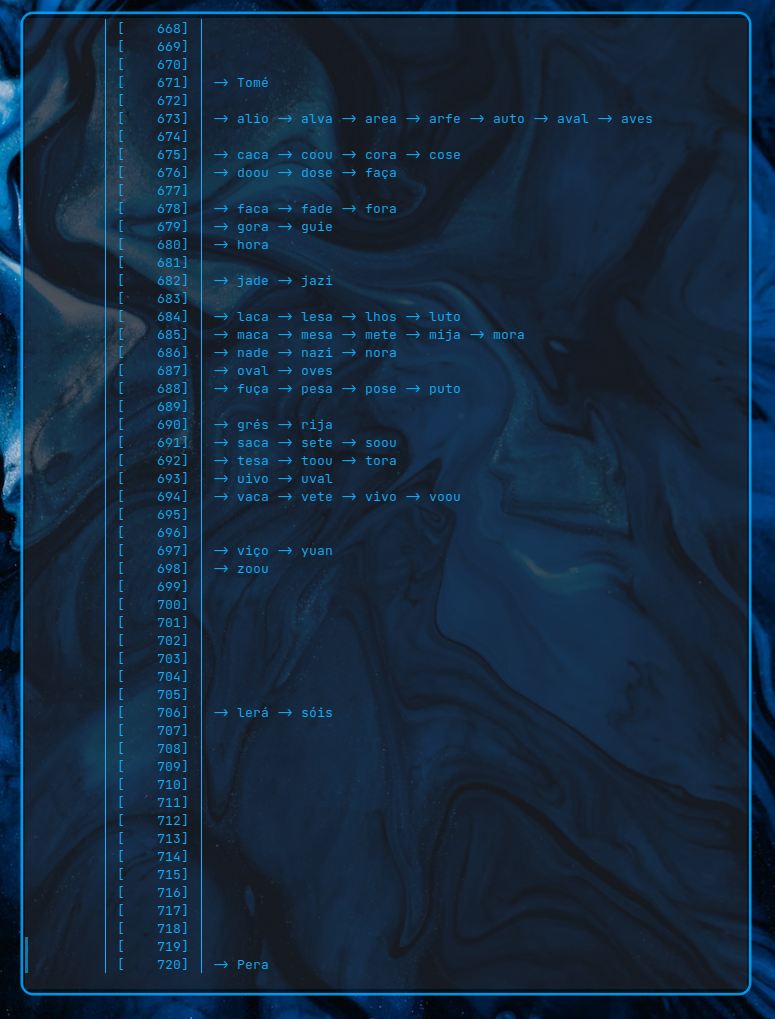 [    668]
[    669]
[    670]
[    671] -> Tomé
[    672]
[    673] -> alio -> alva -> area -> arfe -> auto -> aval -> aves
[    674]
[    675] -> caca -> coou -> cora -> cose
[    676] -> doou -> dose -> faça
[    677]
[    678] -> faca -> fade -> fora
[    679] -> gora -> guie
[    680] -> hora
[    681]
[    682] -> jade -> jazi
[    683]
[    684] -> laca -> lesa -> lhos -> luto
[    685] -> maca -> mesa -> mete -> mija -> mora
[    686] -> nade -> nazi -> nora
[    687] -> oval -> oves
[    688] -> fuça -> pesa -> pose -> puto
[    689]
[    690] -> grés -> rija
[    691] -> saca -> sete -> soou
[    692] -> tesa -> toou -> tora
[    693] -> uivo -> uval
[    694] -> vaca -> vete -> vivo -> voou
[    695]
[    696]
[    697] -> viço -> yuan
[    698] -> zoou
[    699]
[    700]
[    701]
[    702]
[    703]
[    704]
[    705]
[    706] -> lerá -> sóis
[    707]
[    708]
[    709]
[    710]
[    711]
[    712]
[    713]
[    714]
[    715]
[    716]
[    717]
[    718]
[    719]
[    720] -> Pera